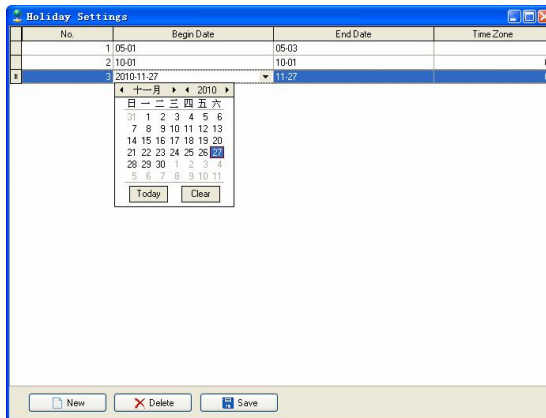 Holiday Settings
No. Begin Date End Date Time Zone
1 05-01 05-03
2 10-01 10-01
3 2010-11-27 11-27
十一月 2010
日 一 二 三 四 五 六
31 1 2 3 4 5 6
7 8 9 10 11 12 13
14 15 16 17 18 19 20
21 22 23 24 25 26 27
28 29 30 1 2 3 4
5 6 7 8 9 10 11
Today Clear
New Delete Save